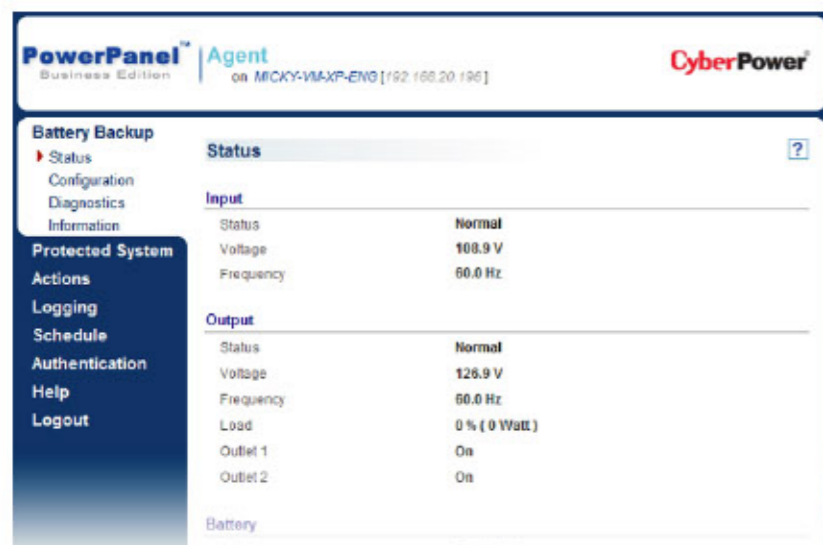 PowerPanel™ Agent
Business Edition on MICKY-VM-XP-ENG [192.168.20.196]
CyberPower
Battery Backup
Status
Configuration
Diagnostics
Information
Protected System
Actions
Logging
Schedule
Authentication
Help
Logout
Status ?
Input
Status Normal
Voltage 108.9 V
Frequency 60.0 Hz
Output
Status Normal
Voltage 126.9 V
Frequency 60.0 Hz
Load 0 % ( 0 Watt )
Outlet 1 On
Outlet 2 On
Battery